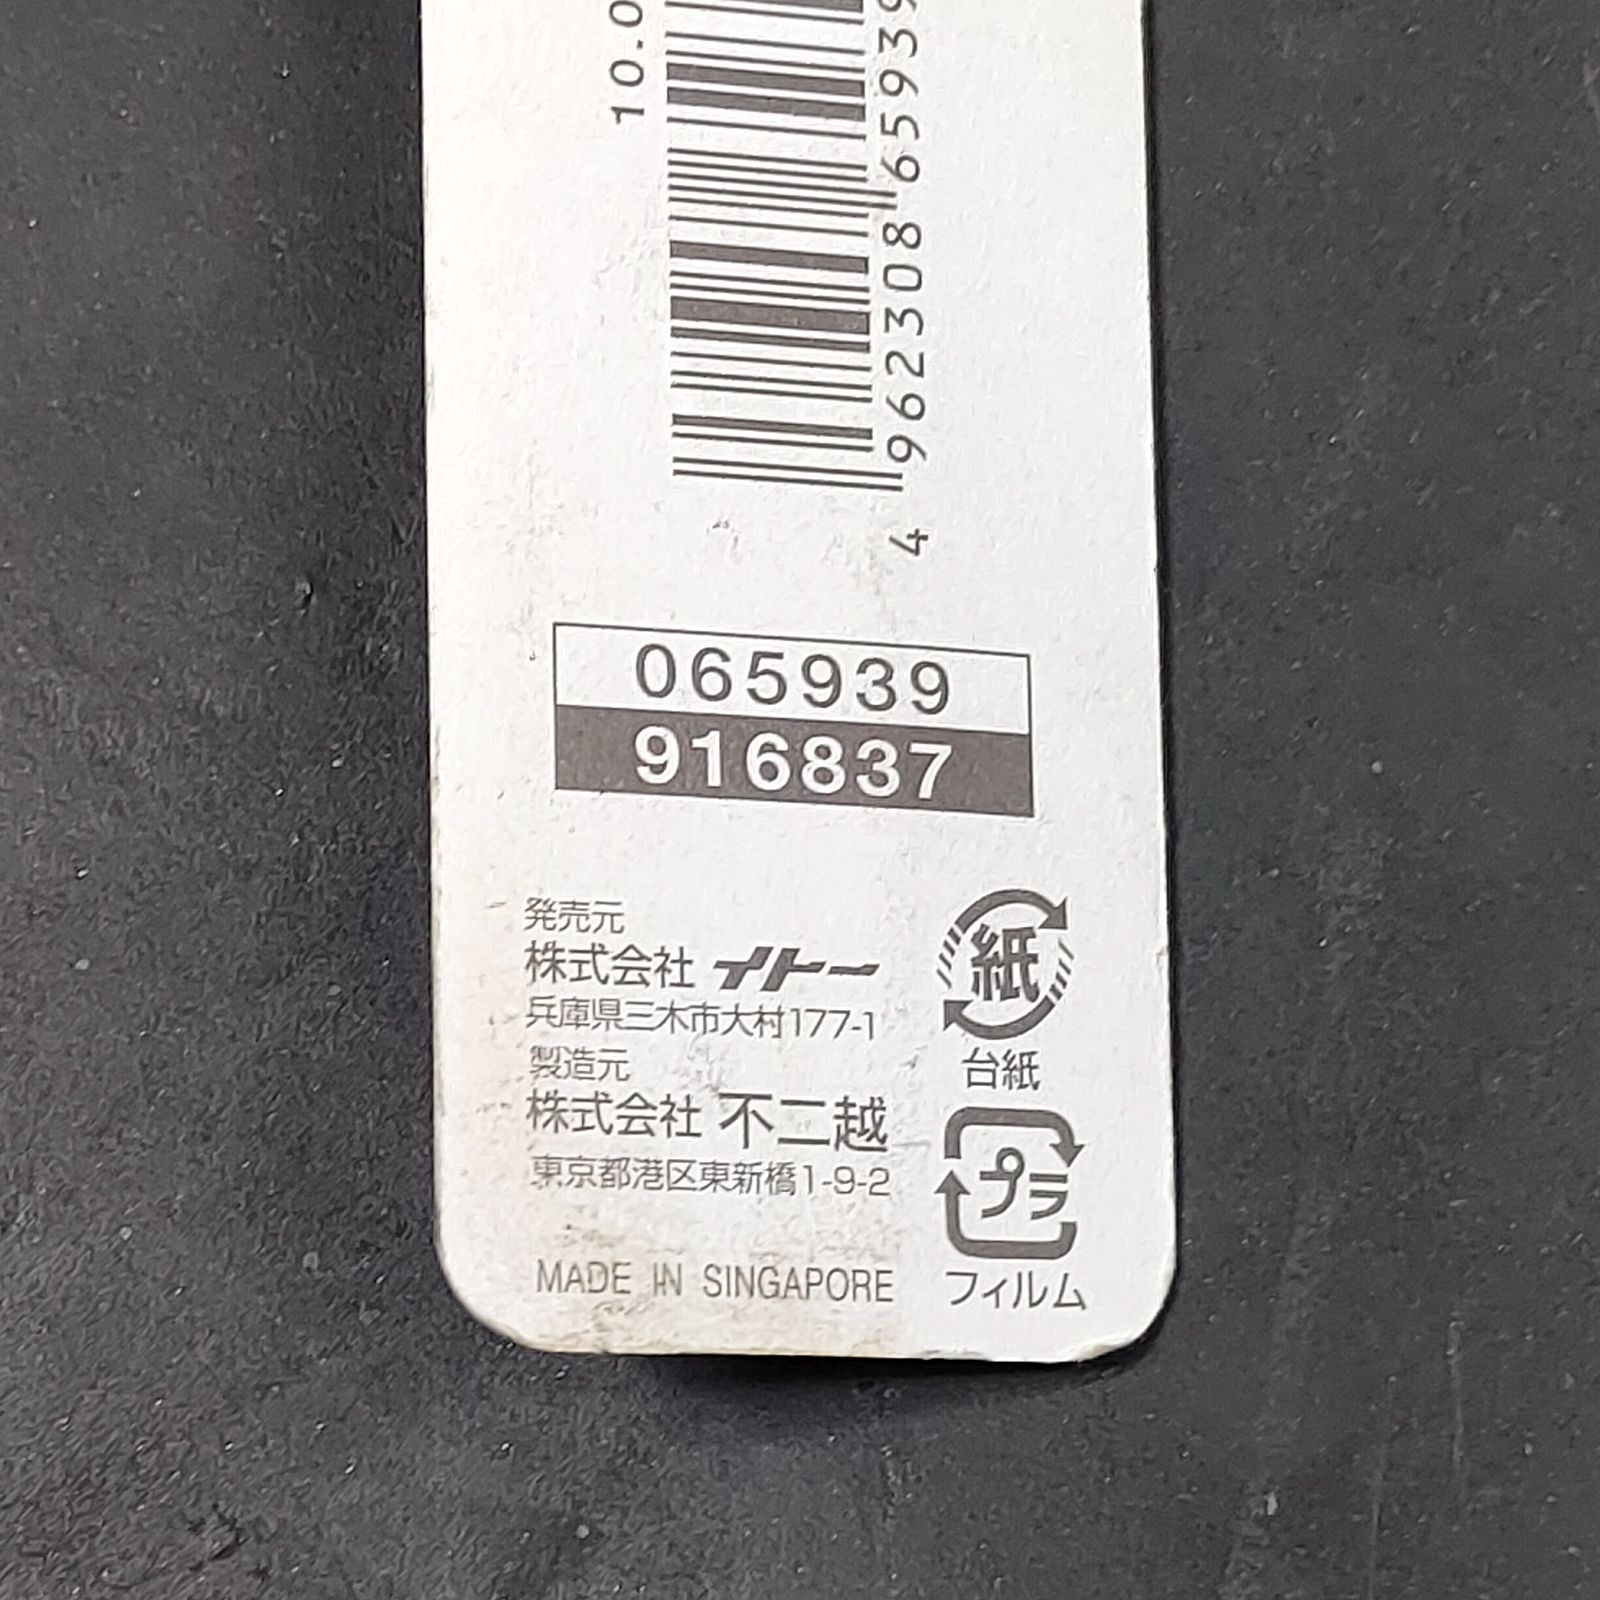 10.0
4 962308 65939
065939
916837
発売元
株式会社 イトー
兵庫県三木市大村177-1
製造元
株式会社 不二越
東京都港区東新橋1-9-2
MADE IN SINGAPORE
紙
台紙
プラ
フィルム